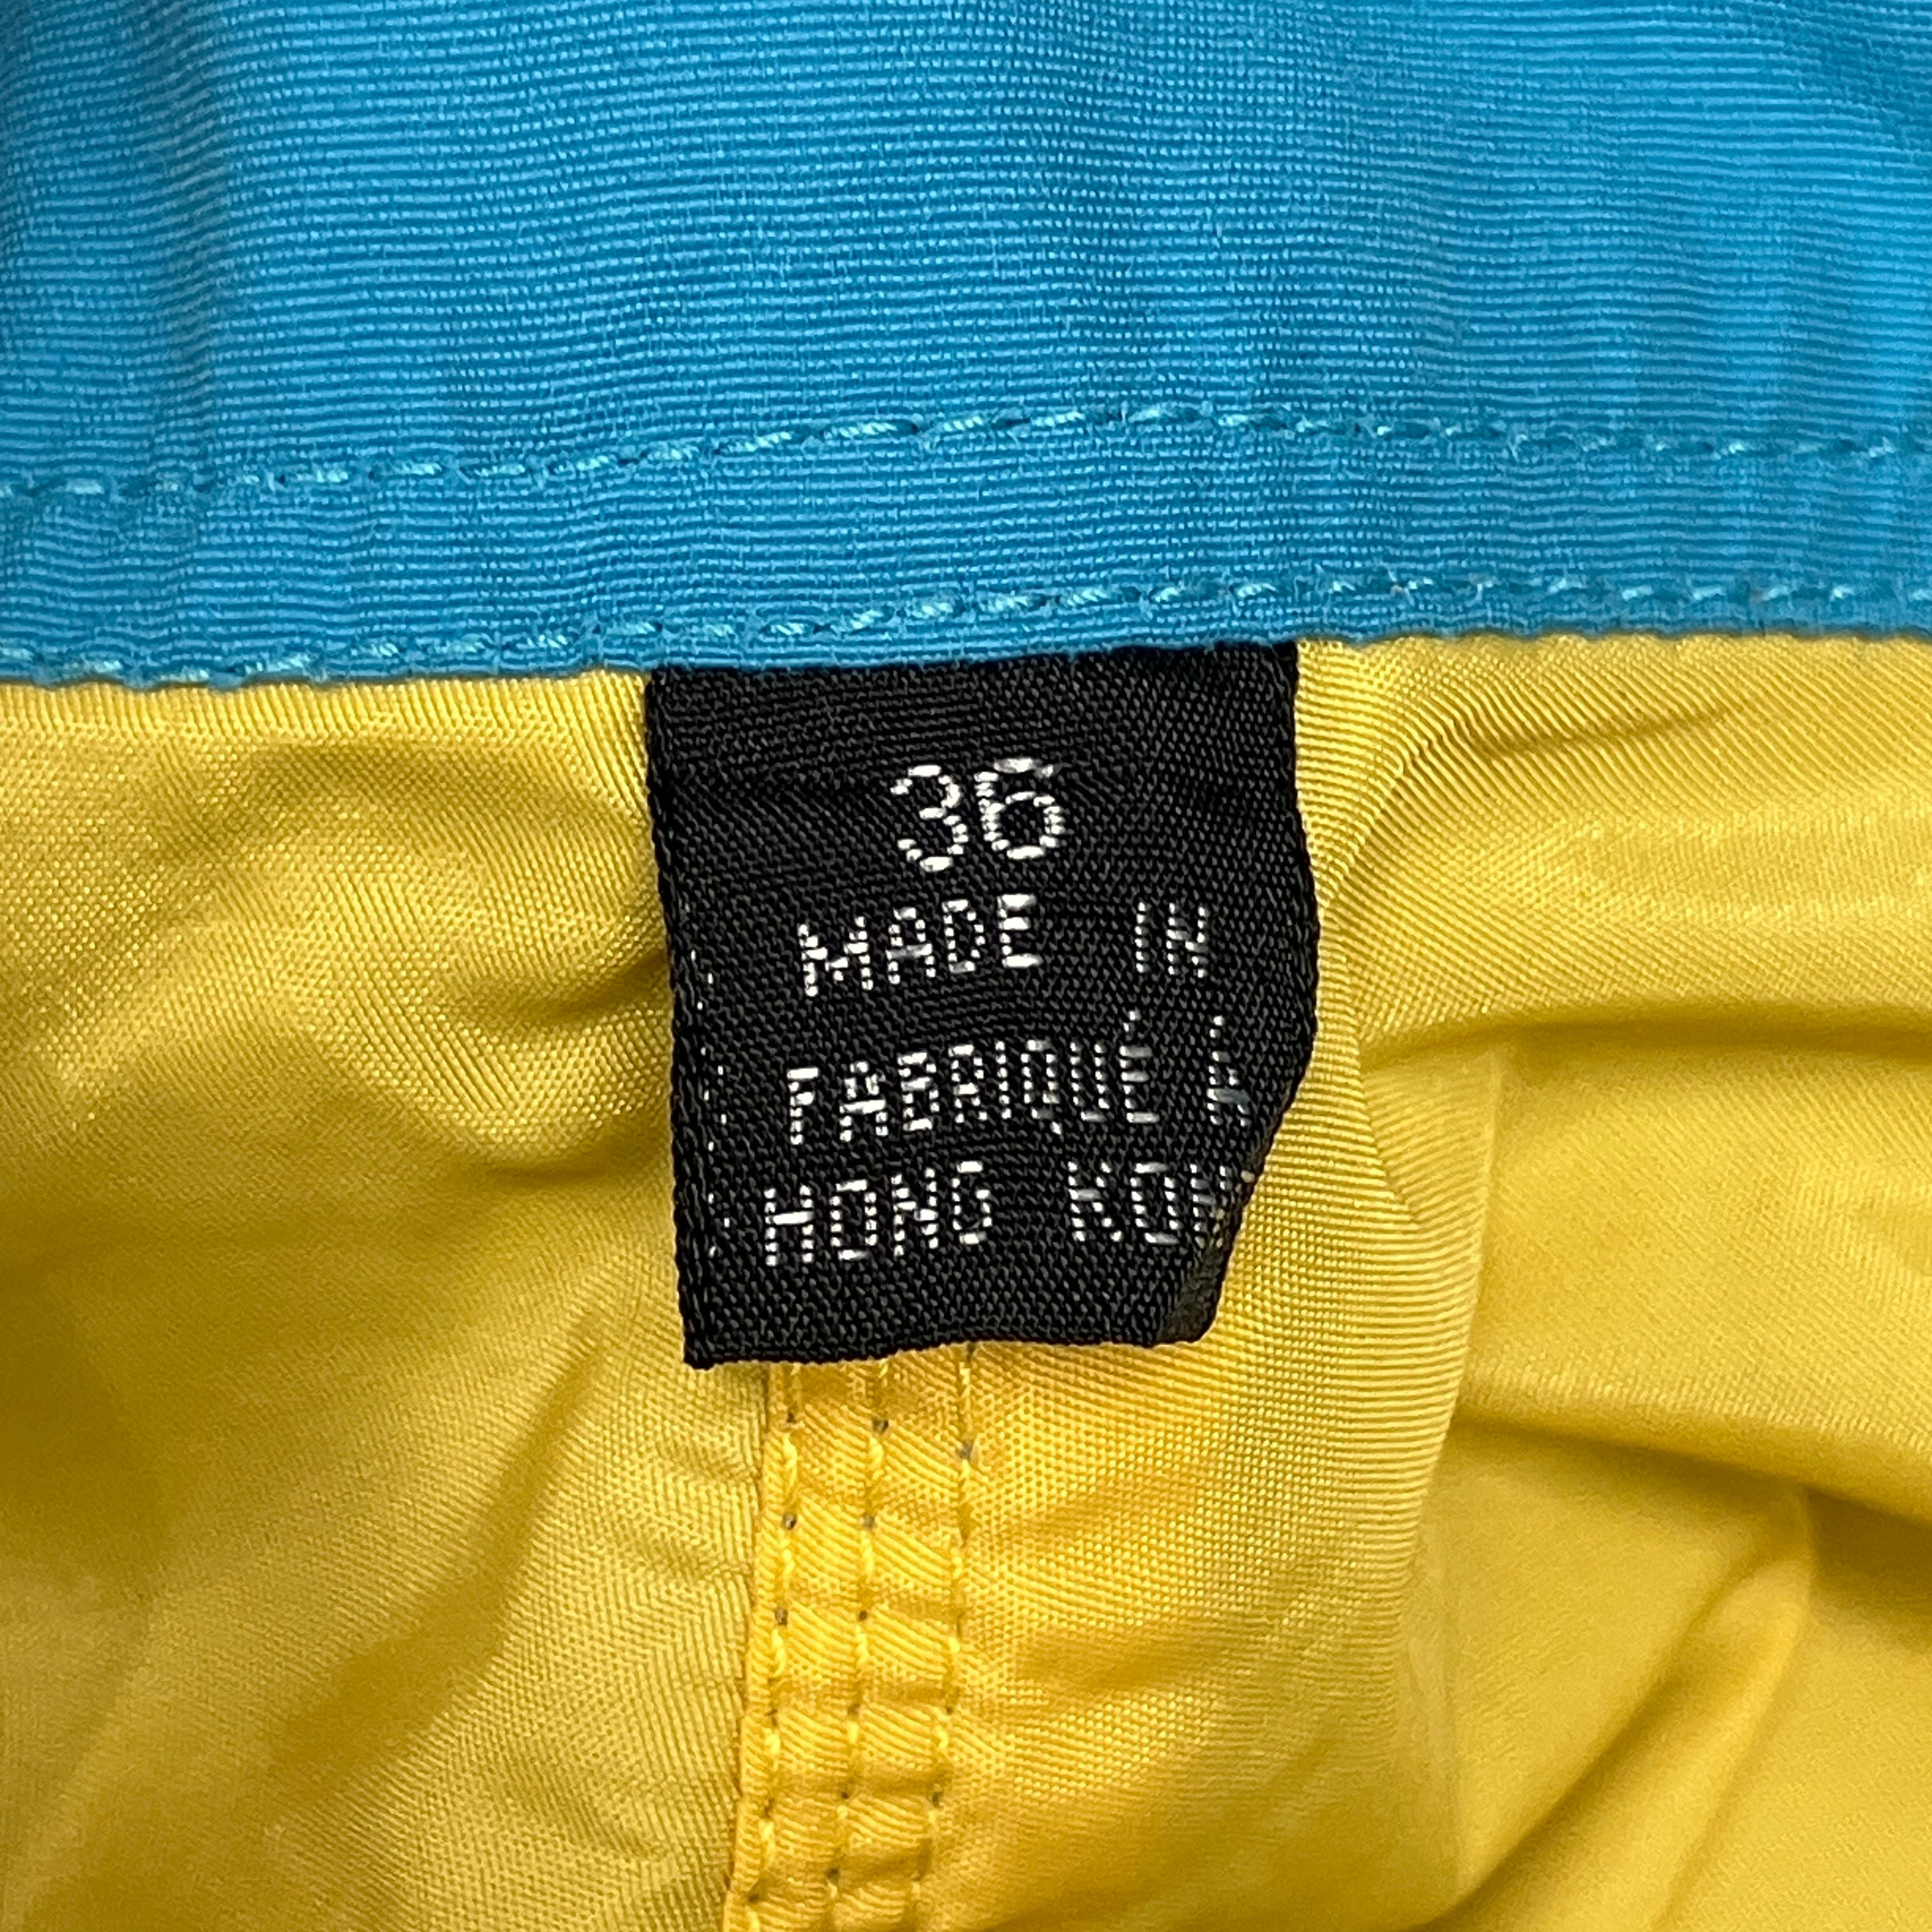 36
MADE IN
FABRIQUÉ À
HONG KON